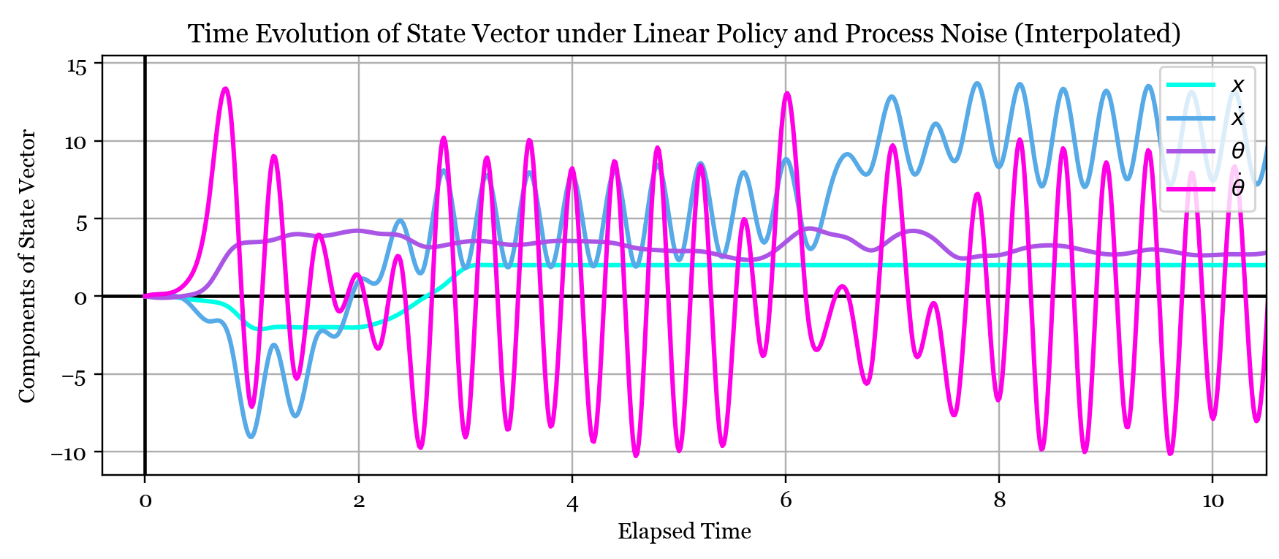 Time Evolution of State Vector under Linear Policy and Process Noise (Interpolated)
Components of State Vector
15
10
5
0
−5
−10
x
ẋ
θ
θ̇
0
2
4
6
8
10
Elapsed Time